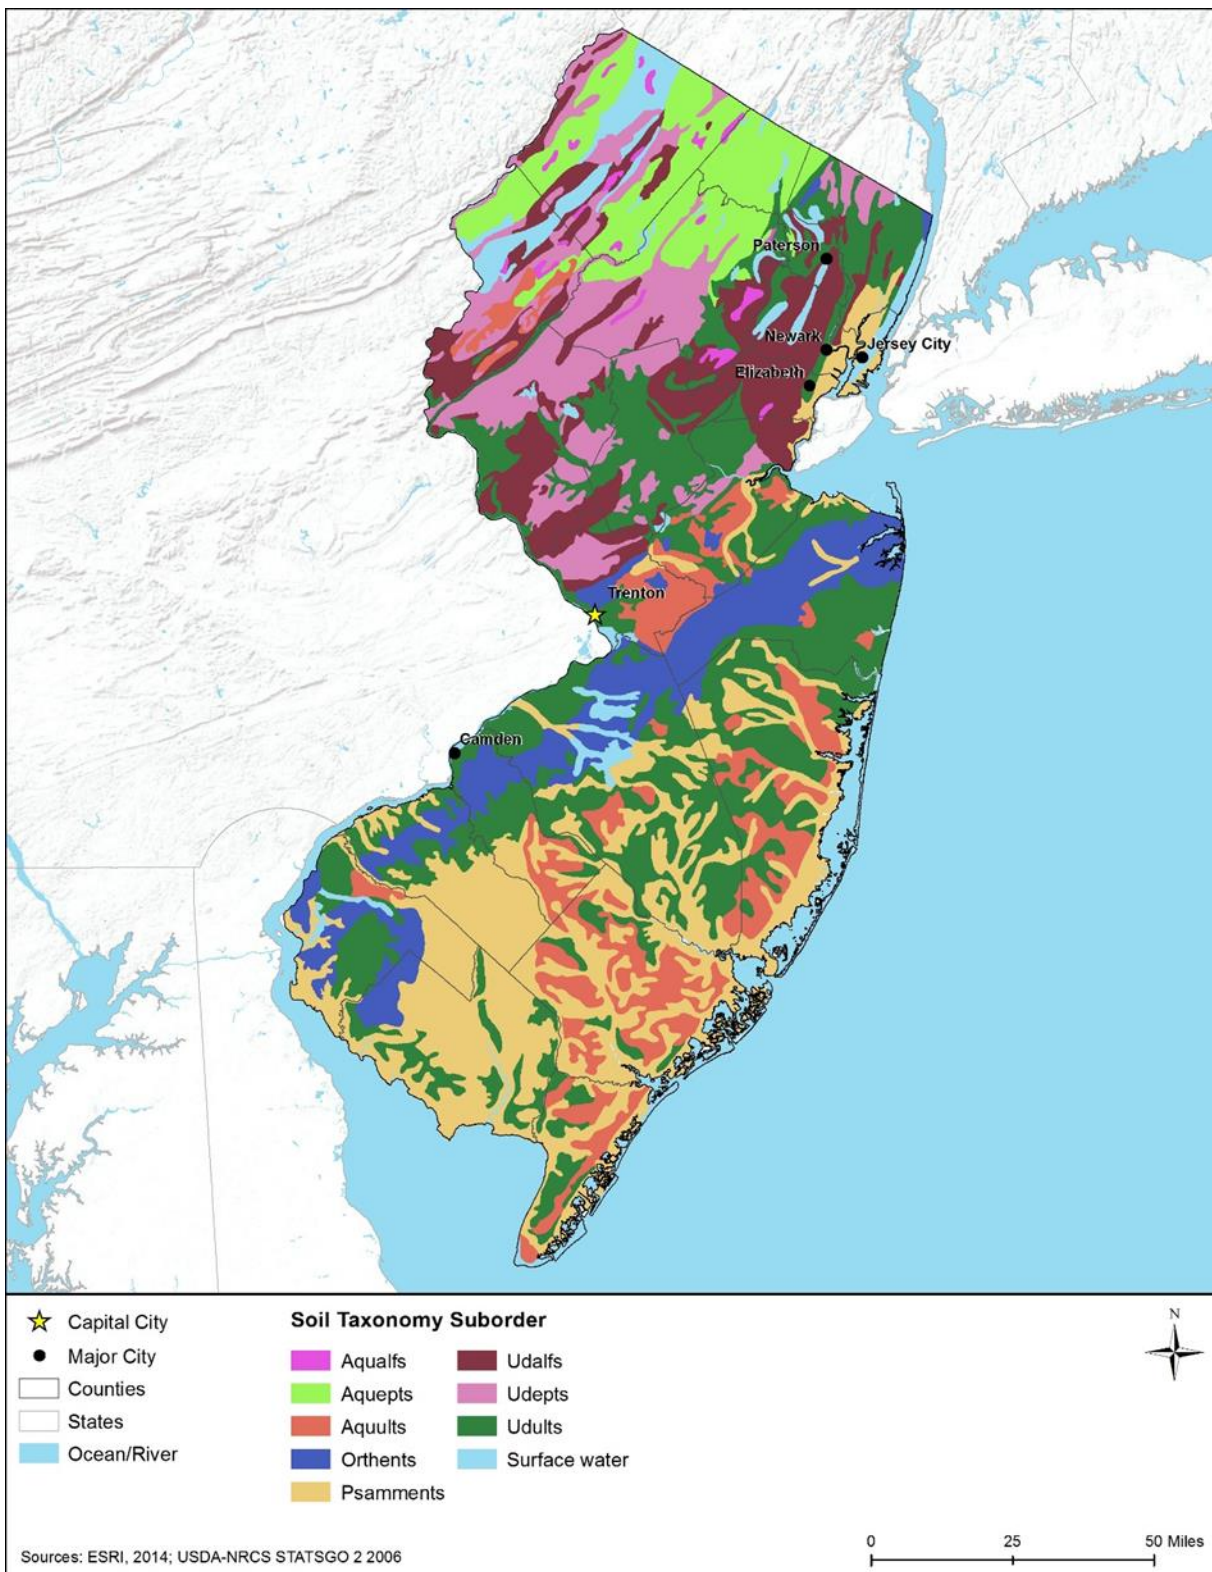 Paterson
Newark
Jersey City
Elizabeth
Trenton
Camden
Capital City
Major City
Counties
States
Ocean/River
Soil Taxonomy Suborder
Aqualfs
Aquepts
Aquults
Orthents
Psamments
Udalfs
Udepts
Udults
Surface water
N
0 25 50 Miles
Sources: ESRI, 2014; USDA-NRCS STATSGO 2 2006